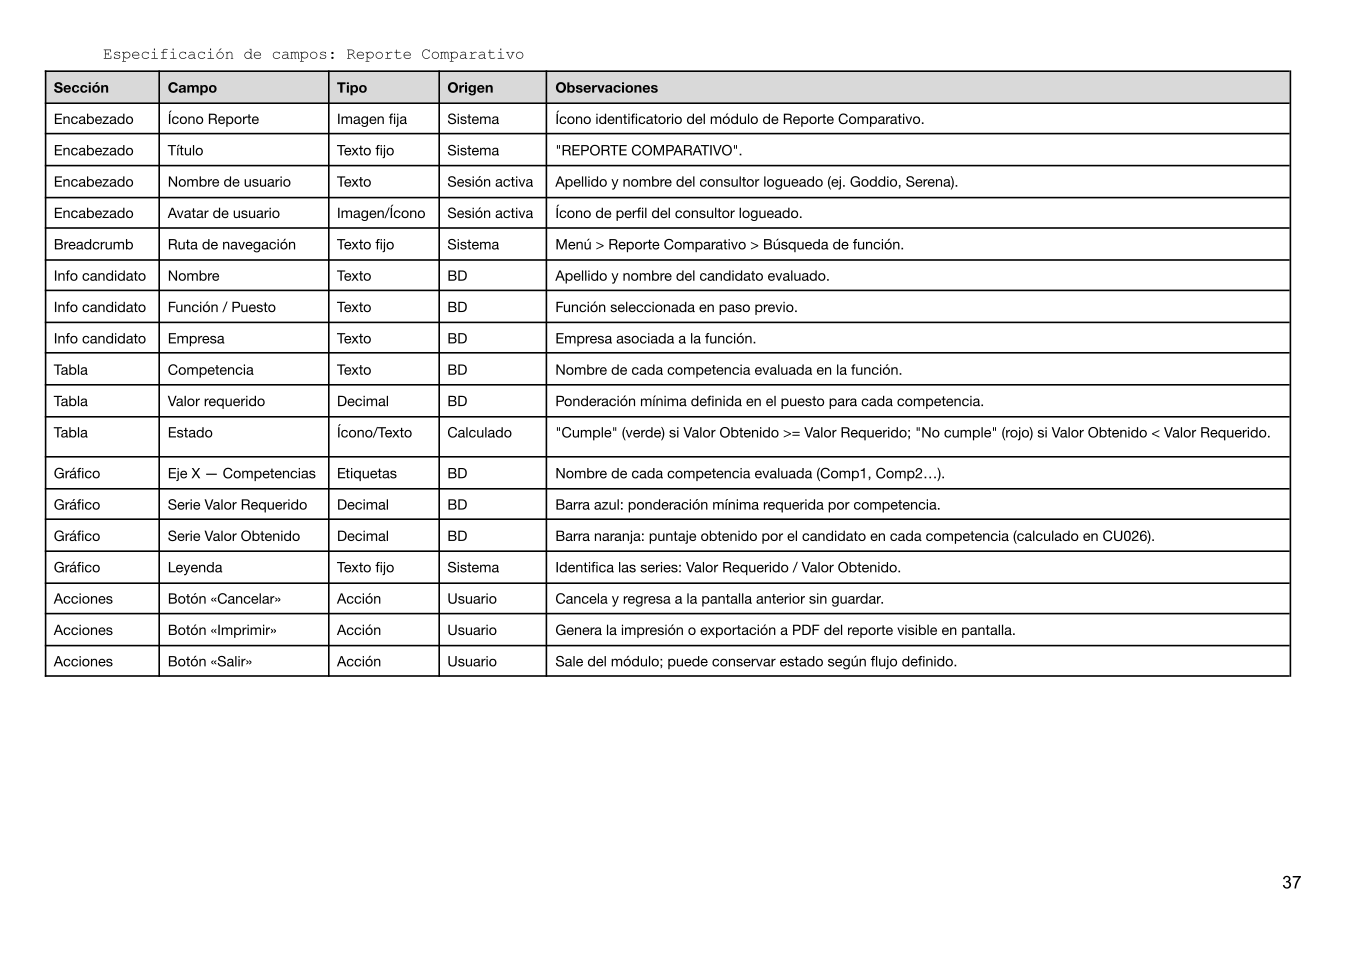 Especificación de campos: Reporte Comparativo
Sección Campo Tipo Origen Observaciones
Encabezado Ícono Reporte Imagen fija Sistema Ícono identificatorio del módulo de Reporte Comparativo.
Encabezado Título Texto fijo Sistema "REPORTE COMPARATIVO".
Encabezado Nombre de usuario Texto Sesión activa Apellido y nombre del consultor logueado (ej. Goddio, Serena).
Encabezado Avatar de usuario Imagen/Ícono Sesión activa Ícono de perfil del consultor logueado.
Breadcrumb Ruta de navegación Texto fijo Sistema Menú > Reporte Comparativo > Búsqueda de función.
Info candidato Nombre Texto BD Apellido y nombre del candidato evaluado.
Info candidato Función / Puesto Texto BD Función seleccionada en paso previo.
Info candidato Empresa Texto BD Empresa asociada a la función.
Tabla Competencia Texto BD Nombre de cada competencia evaluada en la función.
Tabla Valor requerido Decimal BD Ponderación mínima definida en el puesto para cada competencia.
Tabla Estado Ícono/Texto Calculado "Cumple" (verde) si Valor Obtenido >= Valor Requerido; "No cumple" (rojo) si Valor Obtenido < Valor Requerido.
Gráfico Eje X — Competencias Etiquetas BD Nombre de cada competencia evaluada (Comp1, Comp2…).
Gráfico Serie Valor Requerido Decimal BD Barra azul: ponderación mínima requerida por competencia.
Gráfico Serie Valor Obtenido Decimal BD Barra naranja: puntaje obtenido por el candidato en cada competencia (calculado en CU026).
Gráfico Leyenda Texto fijo Sistema Identifica las series: Valor Requerido / Valor Obtenido.
Acciones Botón «Cancelar» Acción Usuario Cancela y regresa a la pantalla anterior sin guardar.
Acciones Botón «Imprimir» Acción Usuario Genera la impresión o exportación a PDF del reporte visible en pantalla.
Acciones Botón «Salir» Acción Usuario Sale del módulo; puede conservar estado según flujo definido.
37